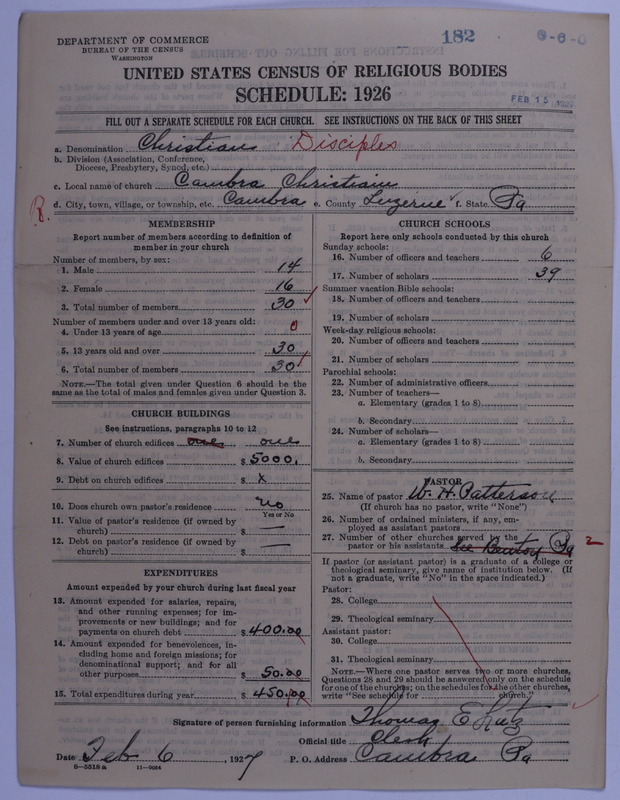 182
DEPARTMENT OF COMMERCE
BUREAU OF THE CENSUS
WASHINGTON
UNITED STATES CENSUS OF RELIGIOUS BODIES
SCHEDULE: 1926
FEB 15 1927
FILL OUT A SEPARATE SCHEDULE FOR EACH CHURCH. SEE INSTRUCTIONS ON THE BACK OF THIS SHEET
a. Denomination Christian Disciples
b. Division (Association, Conference,
Diocese, Presbytery, Synod, etc.)
c. Local name of church Cambra Christian
d. City, town, village, or township, etc. Cambra e. County Luzerne f. State Pa
MEMBERSHIP
Report number of members according to definition of
member in your church
Number of members, by sex:
1. Male 14
2. Female 16
3. Total number of members 30
Number of members under and over 13 years old:
4. Under 13 years of age 0
5. 13 years old and over 30
6. Total number of members 30
NOTE.—The total given under Question 6 should be the
same as the total of males and females given under Question 3.
CHURCH BUILDINGS
See instructions, paragraphs 10 to 12
7. Number of church edifices one one
8. Value of church edifices $ 5000.
9. Debt on church edifices $ x
10. Does church own pastor's residence no
Yes or No
11. Value of pastor's residence (if owned by
church) $ —
12. Debt on pastor's residence (if owned by
church) $ —
EXPENDITURES
Amount expended by your church during last fiscal year
13. Amount expended for salaries, repairs,
and other running expenses; for im-
provements or new buildings; and for
payments on church debt $ 400.00
14. Amount expended for benevolences, in-
cluding home and foreign missions; for
denominational support; and for all
other purposes $ 50.00
15. Total expenditures during year $ 450.00
CHURCH SCHOOLS
Report here only schools conducted by this church
Sunday schools:
16. Number of officers and teachers 6
17. Number of scholars 39
Summer vacation Bible schools:
18. Number of officers and teachers
19. Number of scholars
Week-day religious schools:
20. Number of officers and teachers
21. Number of scholars
Parochial schools:
22. Number of administrative officers
23. Number of teachers—
a. Elementary (grades 1 to 8)
b. Secondary
24. Number of scholars—
a. Elementary (grades 1 to 8)
b. Secondary
PASTOR
25. Name of pastor W. H. Patterson
(If church has no pastor, write "None")
26. Number of ordained ministers, if any, em-
ployed as assistant pastors
27. Number of other churches served by the
pastor or his assistants See Pa 2
If pastor (or assistant pastor) is a graduate of a college or
theological seminary, give name of institution below. (If
not a graduate, write "No" in the space indicated.)
Pastor:
28. College
29. Theological seminary
Assistant pastor:
30. College
31. Theological seminary
NOTE.—Where one pastor serves two or more churches,
Questions 28 and 29 should be answered only on the schedule
for one of the churches; on the schedules for the other churches,
write "See schedule for church."
Signature of person furnishing information Thomas E
Official title Clerk
Date Feb 6, 1927 P. O. Address Cambra Pa
8—5518 a 11—9034